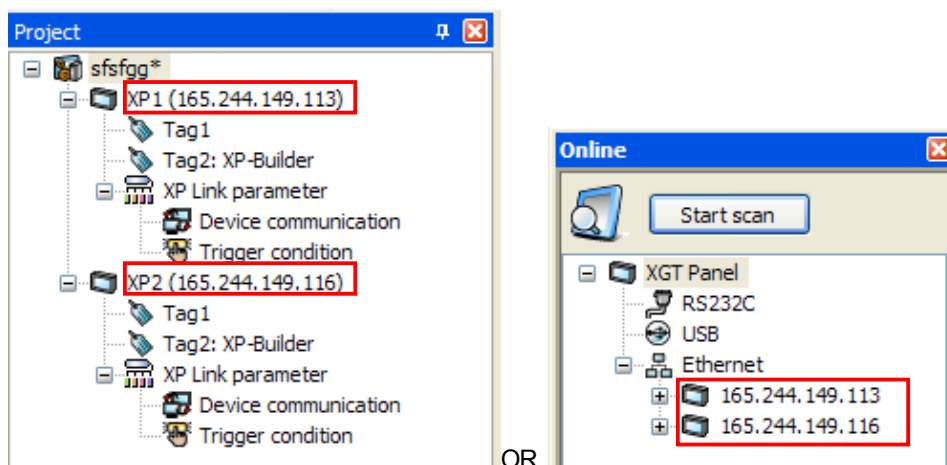 Project
sfsfgg*
XP1 (165.244.149.113)
Tag1
Tag2: XP-Builder
XP Link parameter
Device communication
Trigger condition
XP2 (165.244.149.116)
Tag1
Tag2: XP-Builder
XP Link parameter
Device communication
Trigger condition
OR
Online
Start scan
XGT Panel
RS232C
USB
Ethernet
165.244.149.113
165.244.149.116